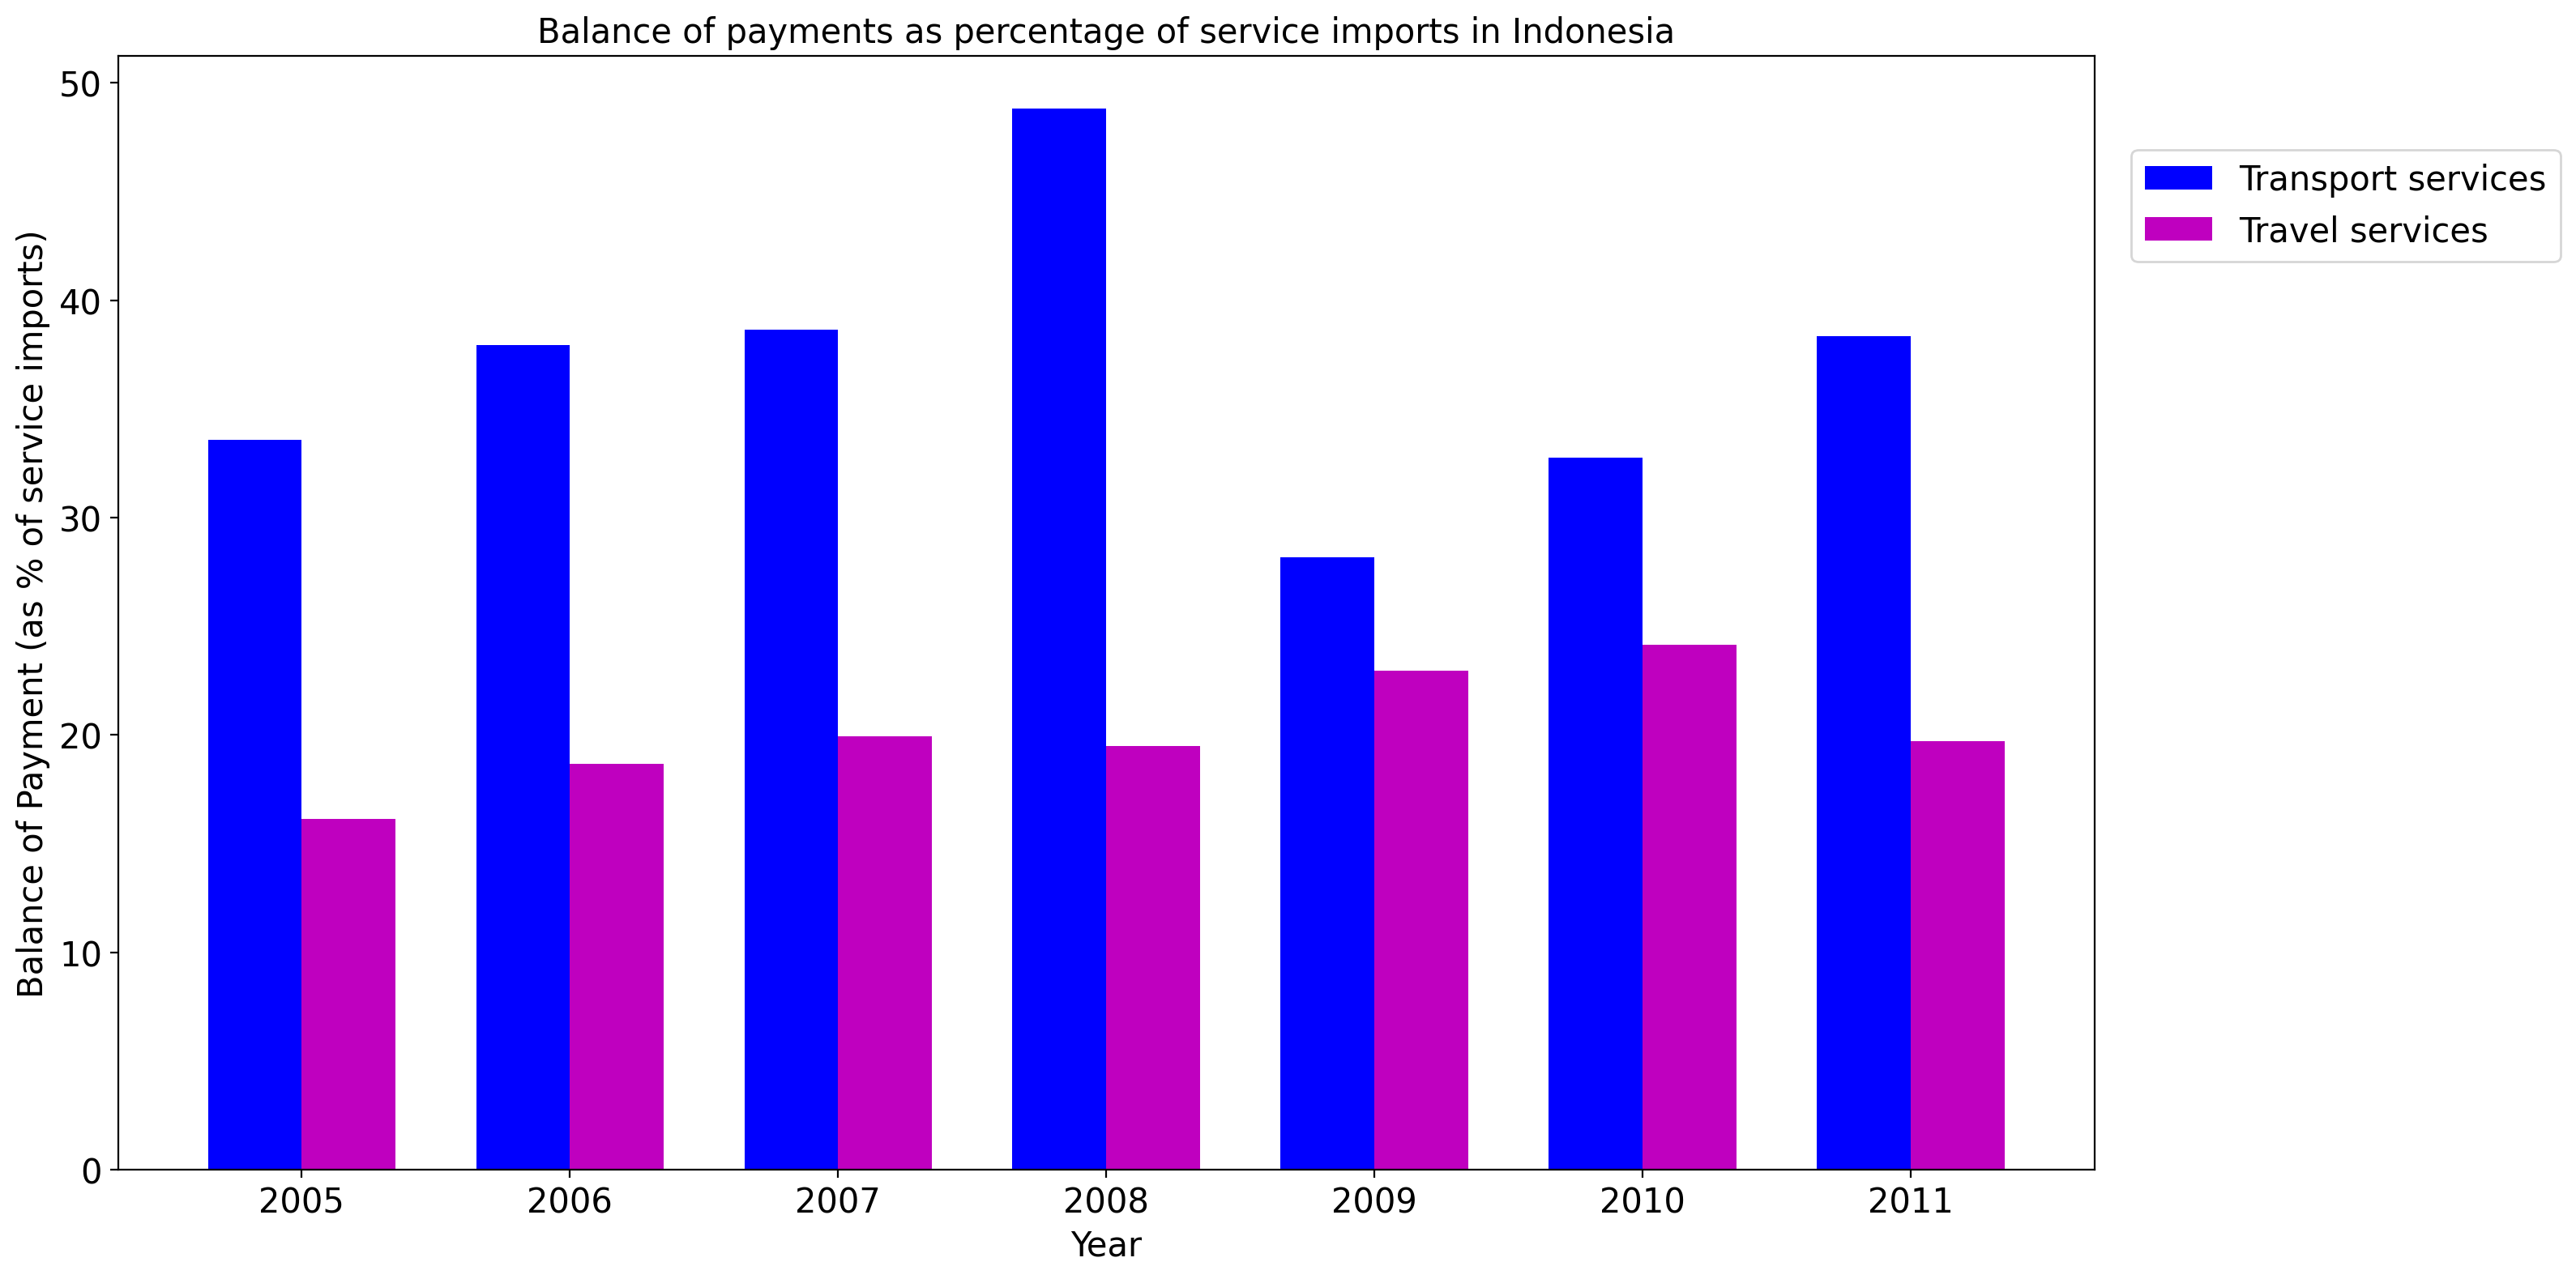 Balance of payments as percentage of service imports in Indonesia
Balance of Payment (as % of service imports)
50
40
30
20
10
0
2005 2006 2007 2008 2009 2010 2011
Year
Transport services
Travel services